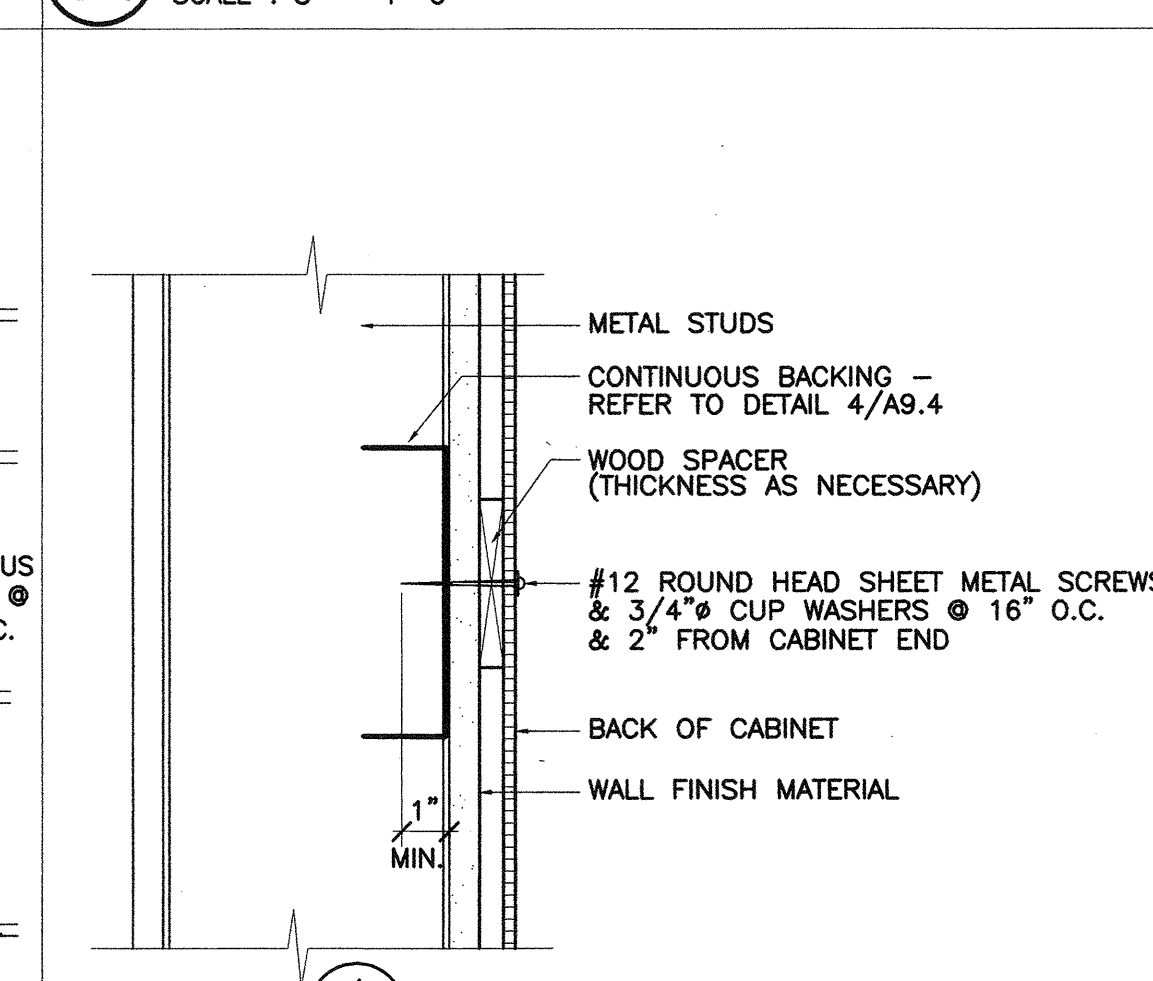 METAL STUDS
CONTINUOUS BACKING –
REFER TO DETAIL 4/A9.4
WOOD SPACER
(THICKNESS AS NECESSARY)
US
@
C.
#12 ROUND HEAD SHEET METAL SCREWS
& 3/4"ø CUP WASHERS @ 16" O.C.
& 2" FROM CABINET END
BACK OF CABINET
WALL FINISH MATERIAL
1"
MIN.